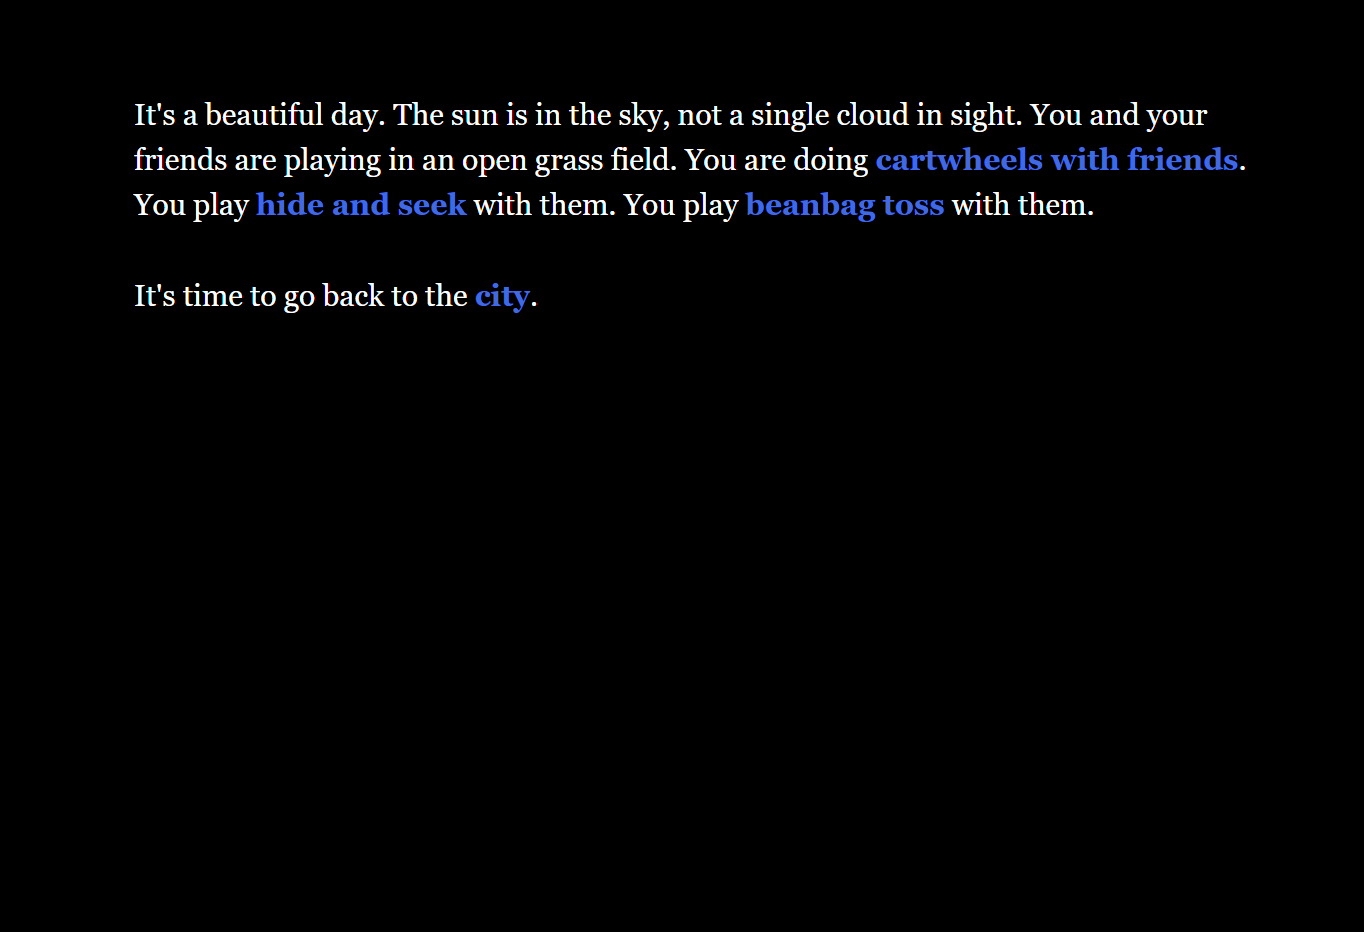 It's a beautiful day. The sun is in the sky, not a single cloud in sight. You and your
friends are playing in an open grass field. You are doing cartwheels with friends.
You play hide and seek with them. You play beanbag toss with them.
It's time to go back to the city.